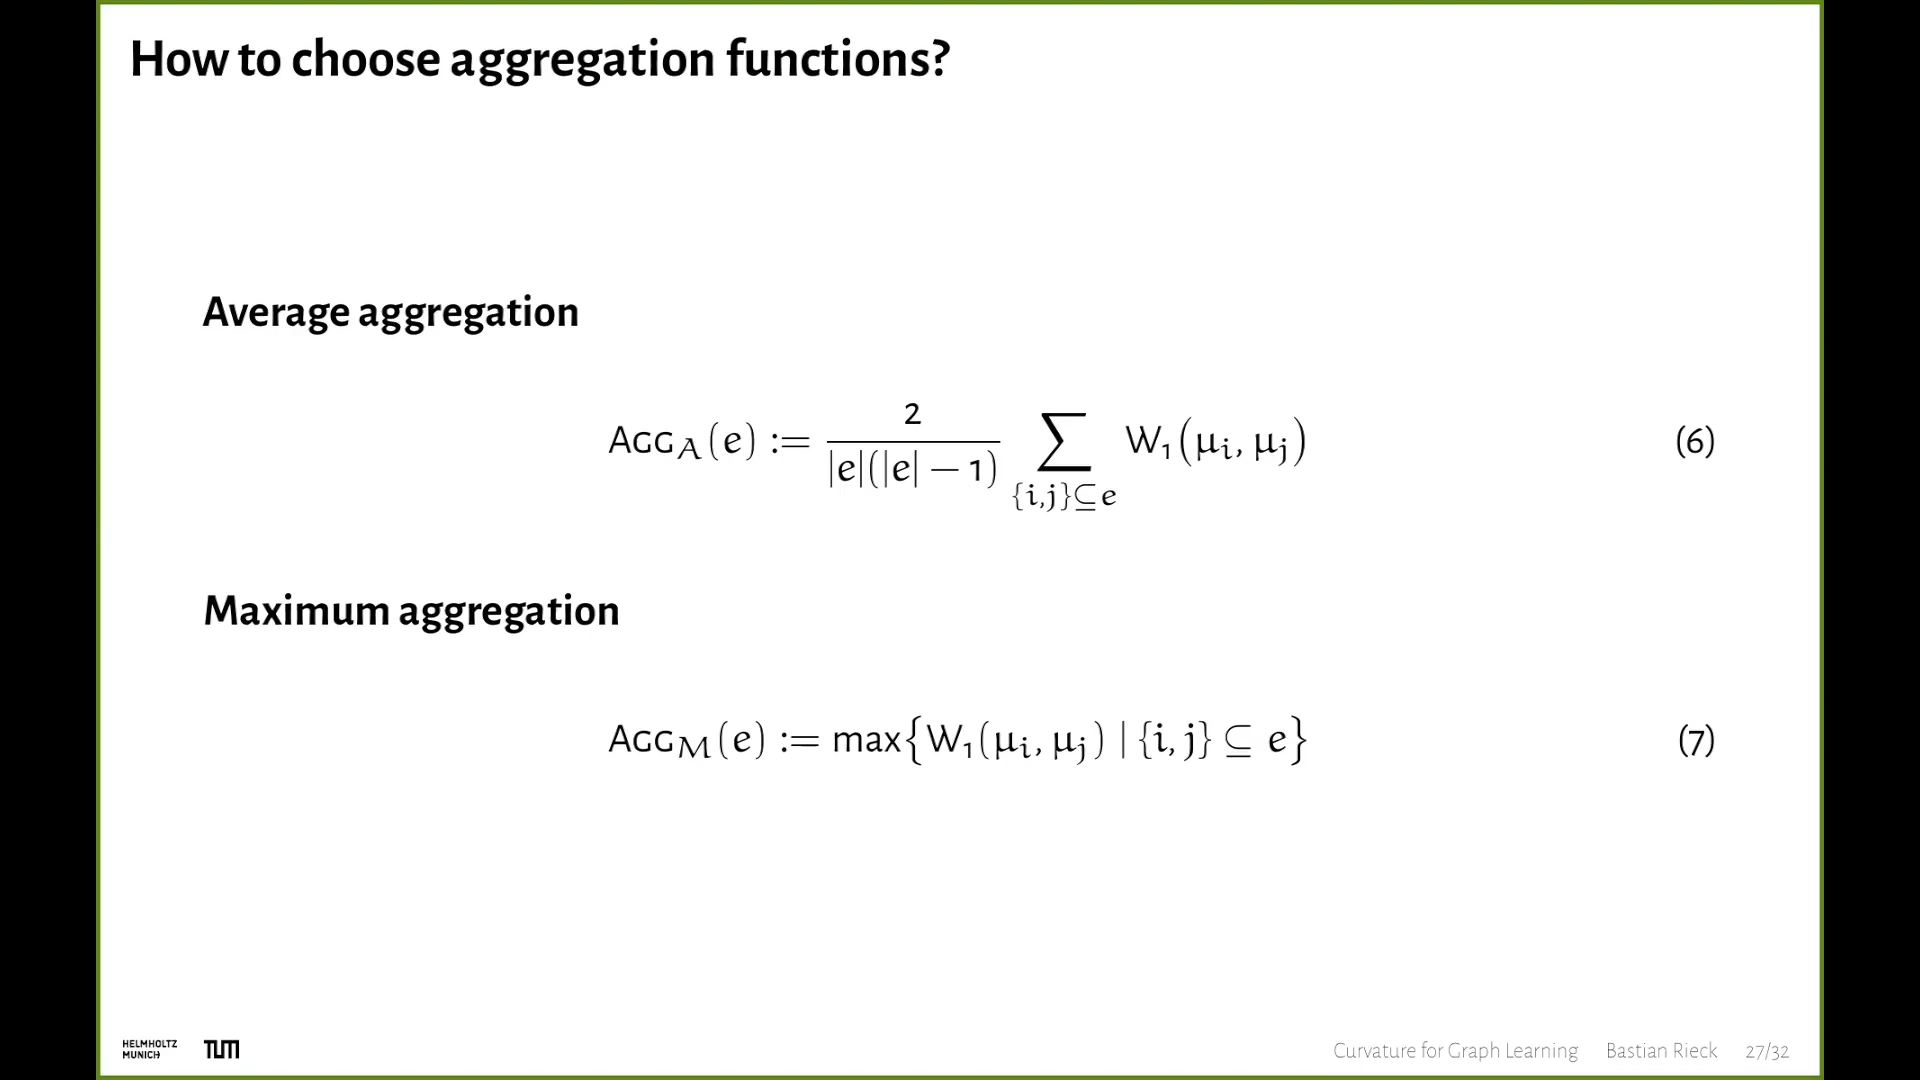 How to choose aggregation functions?
Average aggregation
AGG_A(e) := 2/(|e|(|e| − 1)) ∑_{{i,j}⊆e} W₁(μᵢ, μⱼ) (6)
Maximum aggregation
AGG_M(e) := max{W₁(μᵢ, μⱼ) | {i, j} ⊆ e} (7)
HELMHOLTZ
MUNICH
TUM
Curvature for Graph Learning Bastian Rieck 27/32